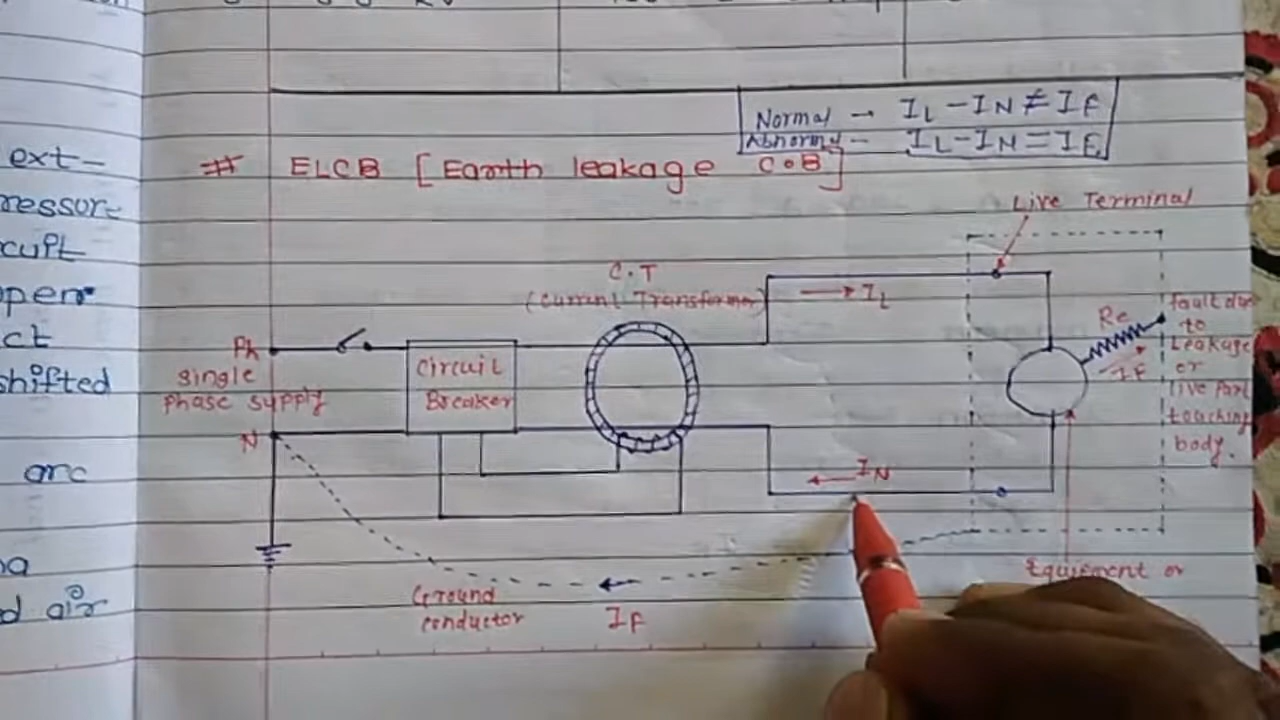 Normal → IL - IN ≠ IF
Abnormal - IL - IN = IF
# ELCB [Earth leakage C.B]
ext-
ressure
cuit
open
ct
shifted
arc
d air
Live Terminal
C.T
(Current Transformer)
→ IL
Ph
single
phase supply
N
Circuit
Breaker
Re
IF
fault due
to
Leakage
or
live part
touching
body.
← IN
Equipment or
Ground
conductor
IF